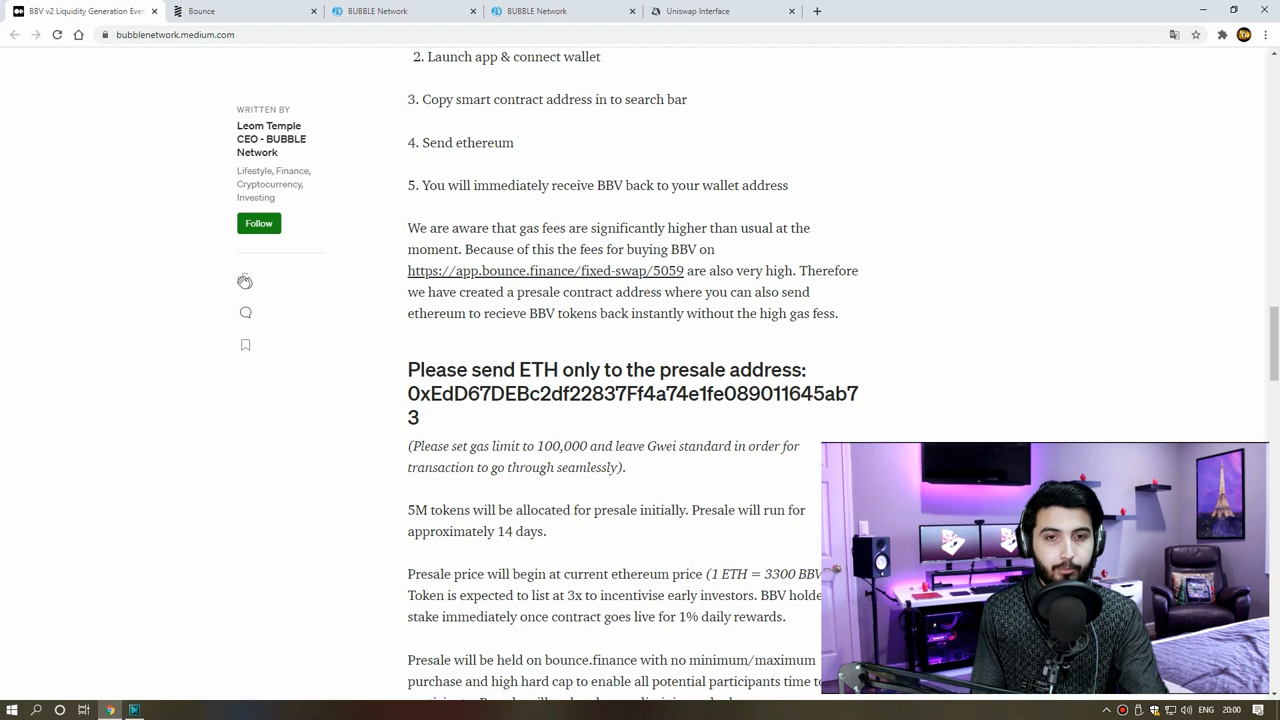 BBV v2 Liquidity Generation Even
Bounce
BUBBLE Network
BUBBLE Network
Uniswap Interface
bubblenetwork.medium.com
2. Launch app & connect wallet
WRITTEN BY
Leom Temple
CEO - BUBBLE
Network
Lifestyle, Finance,
Cryptocurrency,
Investing
Follow
3. Copy smart contract address in to search bar
4. Send ethereum
5. You will immediately receive BBV back to your wallet address
We are aware that gas fees are significantly higher than usual at the
moment. Because of this the fees for buying BBV on
https://app.bounce.finance/fixed-swap/5059 are also very high. Therefore
we have created a presale contract address where you can also send
ethereum to recieve BBV tokens back instantly without the high gas fess.
Please send ETH only to the presale address:
0xEdD67DEBc2df22837Ff4a74e1fe089011645ab7
3
(Please set gas limit to 100,000 and leave Gwei standard in order for
transaction to go through seamlessly).
5M tokens will be allocated for presale initially. Presale will run for
approximately 14 days.
Presale price will begin at current ethereum price (1 ETH = 3300 BBV
Token is expected to list at 3x to incentivise early investors. BBV holde
stake immediately once contract goes live for 1% daily rewards.
Presale will be held on bounce.finance with no minimum/maximum
purchase and high hard cap to enable all potential participants time to
ENG
20:00